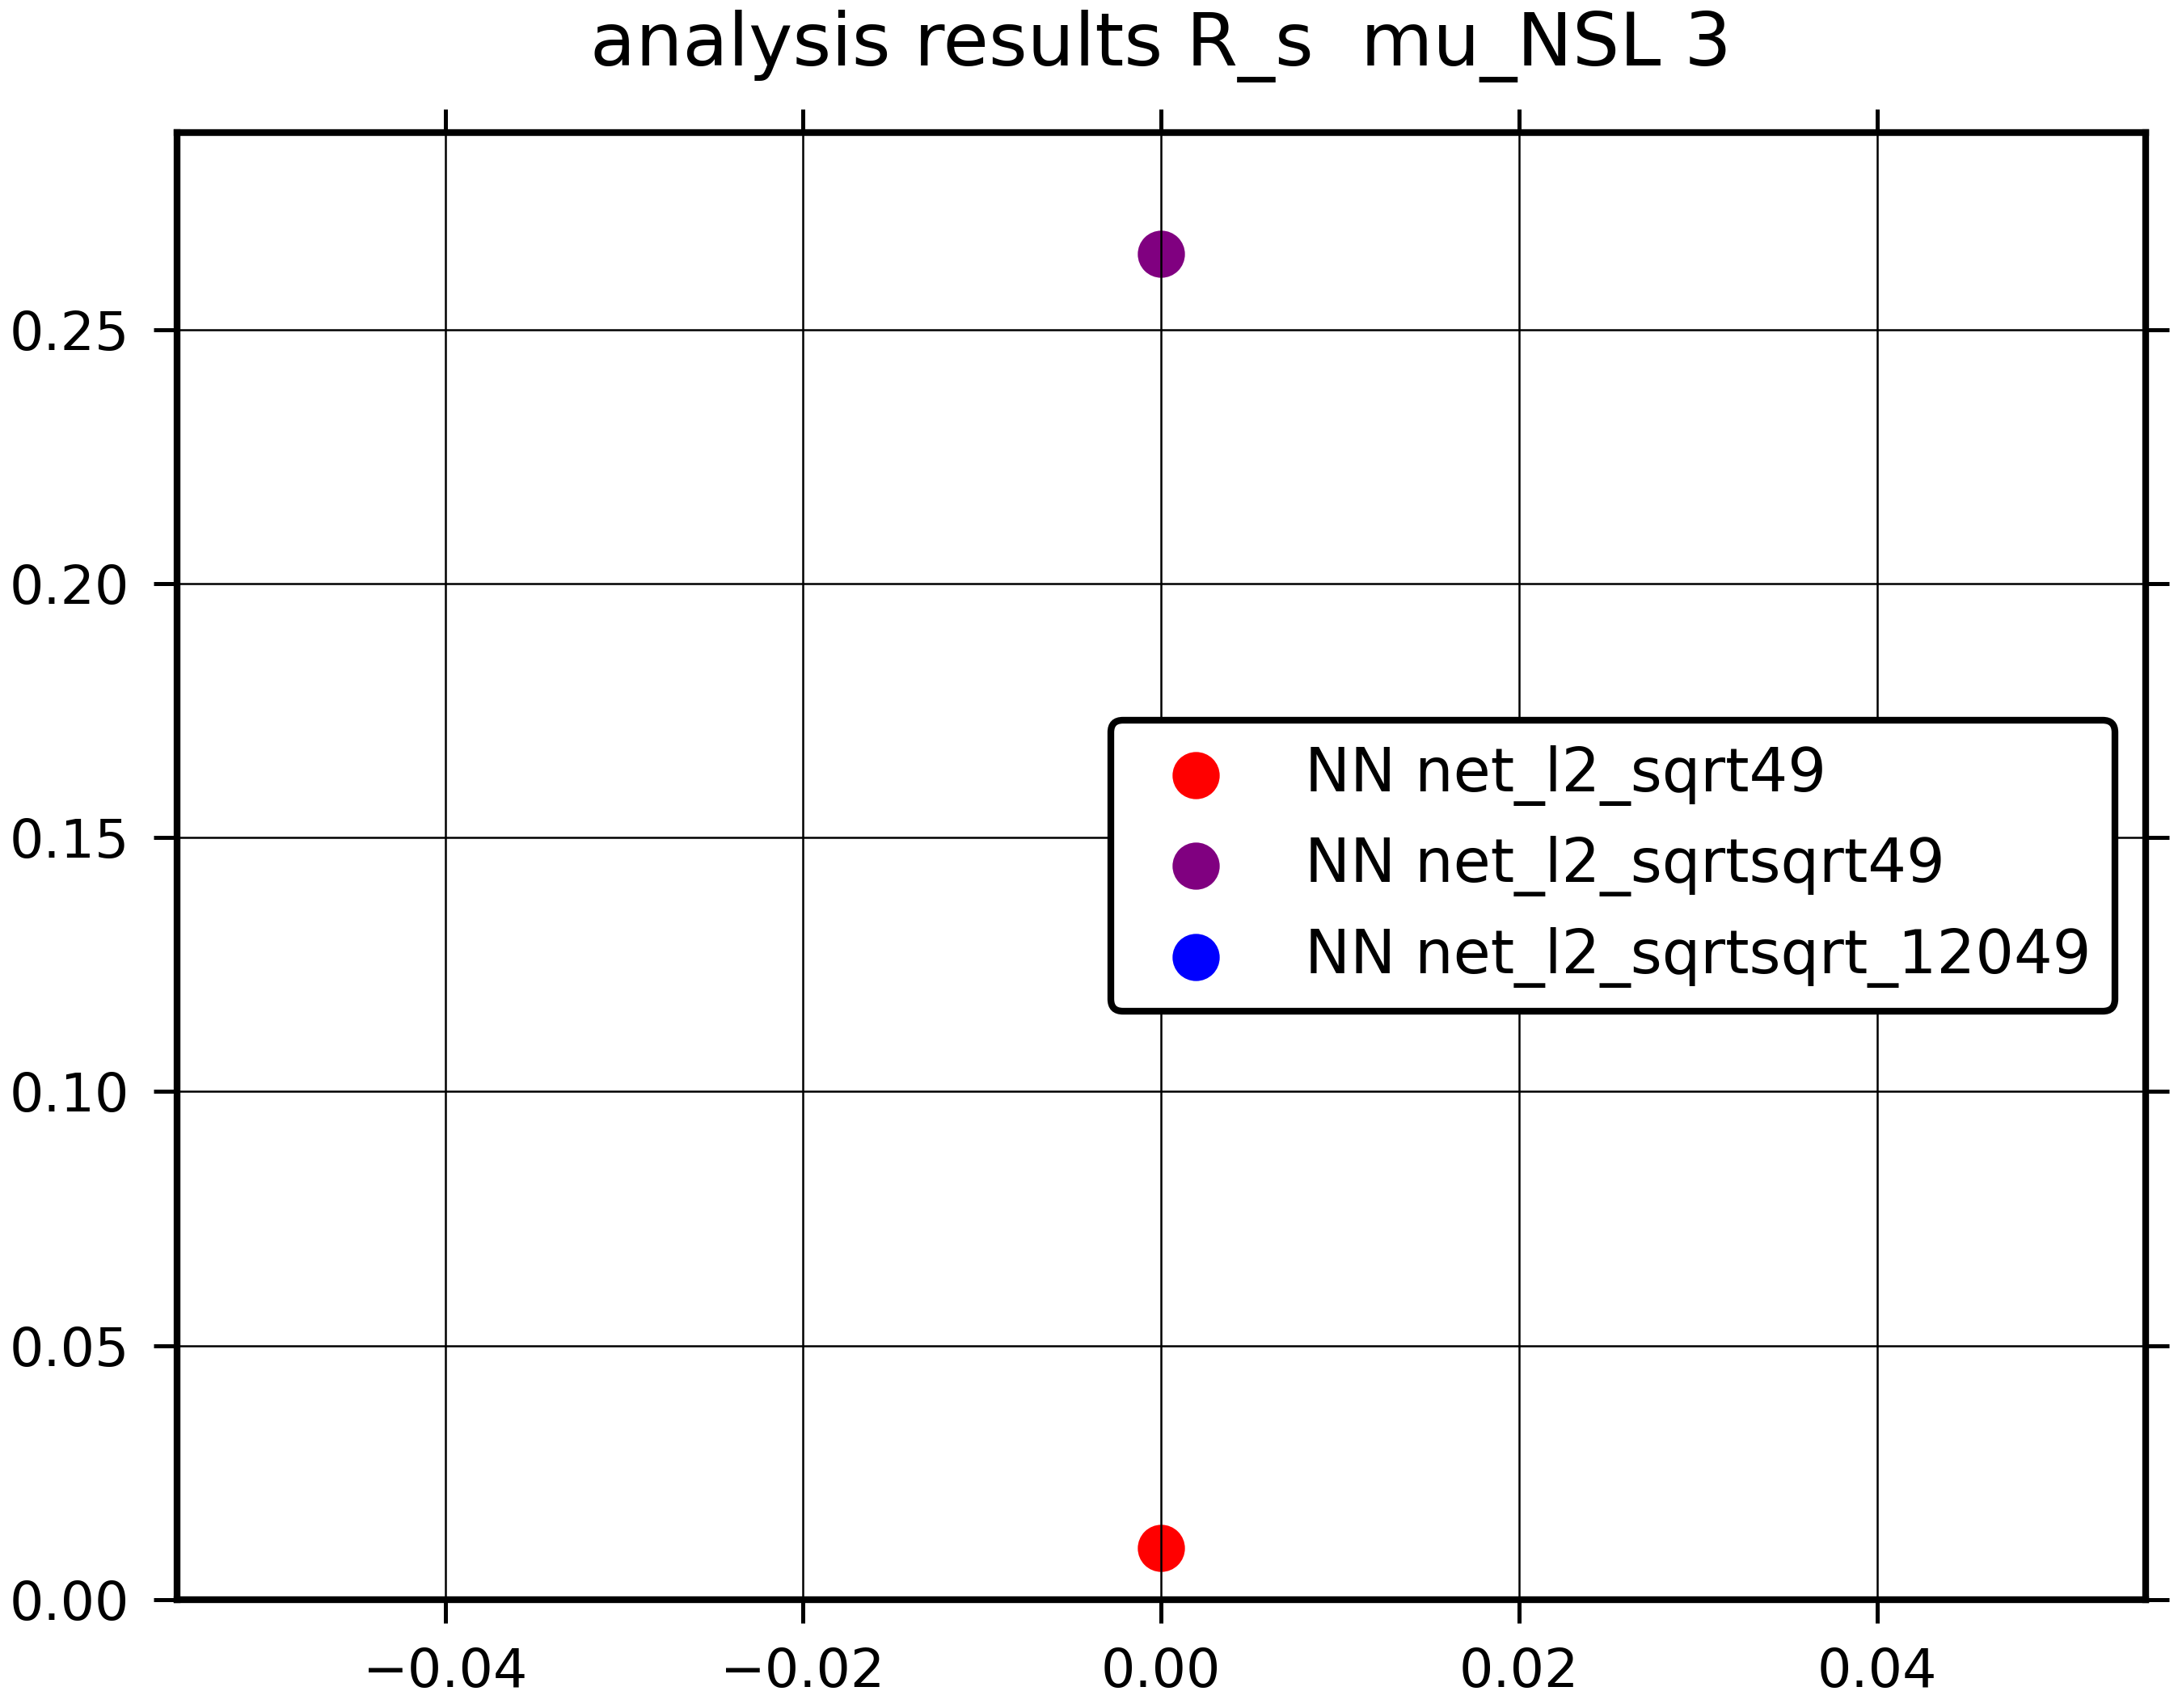 analysis results R_s  mu_NSL 3
0.25
0.20
0.15
0.10
0.05
0.00
NN net_l2_sqrt49
NN net_l2_sqrtsqrt49
NN net_l2_sqrtsqrt_12049
−0.04 −0.02 0.00 0.02 0.04